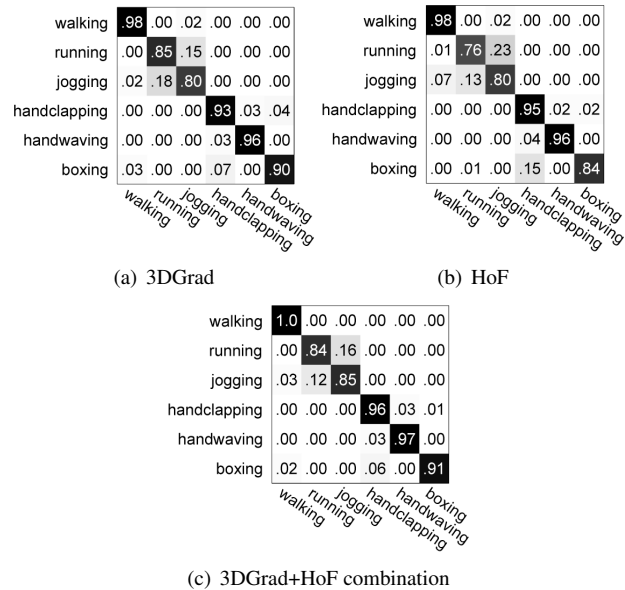 walking .98 .00 .02 .00 .00 .00
running .00 .85 .15 .00 .00 .00
jogging .02 .18 .80 .00 .00 .00
handclapping .00 .00 .00 .93 .03 .04
handwaving .00 .00 .00 .03 .96 .00
boxing .03 .00 .00 .07 .00 .90
walking running jogging handclapping handwaving boxing
(a) 3DGrad
walking .98 .00 .02 .00 .00 .00
running .01 .76 .23 .00 .00 .00
jogging .07 .13 .80 .00 .00 .00
handclapping .00 .00 .00 .95 .02 .02
handwaving .00 .00 .00 .04 .96 .00
boxing .00 .01 .00 .15 .00 .84
walking running jogging handclapping handwaving boxing
(b) HoF
walking 1.0 .00 .00 .00 .00 .00
running .00 .84 .16 .00 .00 .00
jogging .03 .12 .85 .00 .00 .00
handclapping .00 .00 .00 .96 .03 .01
handwaving .00 .00 .00 .03 .97 .00
boxing .02 .00 .00 .06 .00 .91
walking running jogging handclapping handwaving boxing
(c) 3DGrad+HoF combination